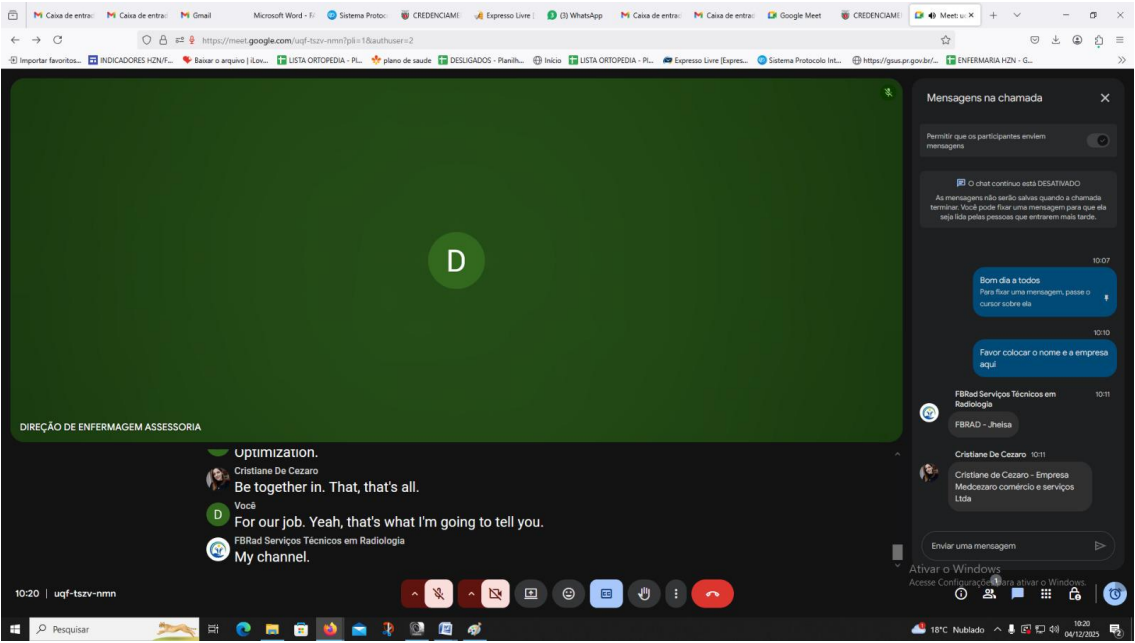 Caixa de entrad
Caixa de entrad
Gmail
Microsoft Word - F
Sistema Protoc
CREDENCIAME
Expresso Livre
(3) WhatsApp
Caixa de entrad
Caixa de entrad
Google Meet
CREDENCIAME
Meet: uq
https://meet.google.com/uqf-tszv-nmn?pli=1&authuser=2
Importar favoritos...
INDICADORES HZN/F...
Baixar o arquivo | iLov...
LISTA ORTOPEDIA - Pl...
plano de saude
DESLIGADOS - Planilh...
Início
LISTA ORTOPEDIA - Pl...
Expresso Livre [Expres...
Sistema Protocolo Int...
https://gsus.pr.gov.br/...
ENFERMARIA HZN - G...
D
DIREÇÃO DE ENFERMAGEM ASSESSORIA
Optimization.
Cristiane De Cezaro
Be together in. That, that's all.
D
Você
For our job. Yeah, that's what I'm going to tell you.
FBRad Serviços Técnicos em Radiologia
My channel.
Mensagens na chamada
Permitir que os participantes enviem
mensagens
O chat contínuo está DESATIVADO
As mensagens não serão salvas quando a chamada
terminar. Você pode fixar uma mensagem para que ela
seja lida pelas pessoas que entrarem mais tarde.
10:07
Bom dia a todos
Para fixar uma mensagem, passe o
cursor sobre ela
10:10
Favor colocar o nome e a empresa
aqui
FBRad Serviços Técnicos em
Radiologia
10:11
FBRAD - Jheisa
Cristiane De Cezaro 10:11
Cristiane de Cezaro - Empresa
Medcezaro comércio e serviços
Ltda
Enviar uma mensagem
Ativar o Windows
Acesse Configurações para ativar o Windows.
10:20 | uqf-tszv-nmn
Pesquisar
18°C Nublado
10:20
04/12/2025